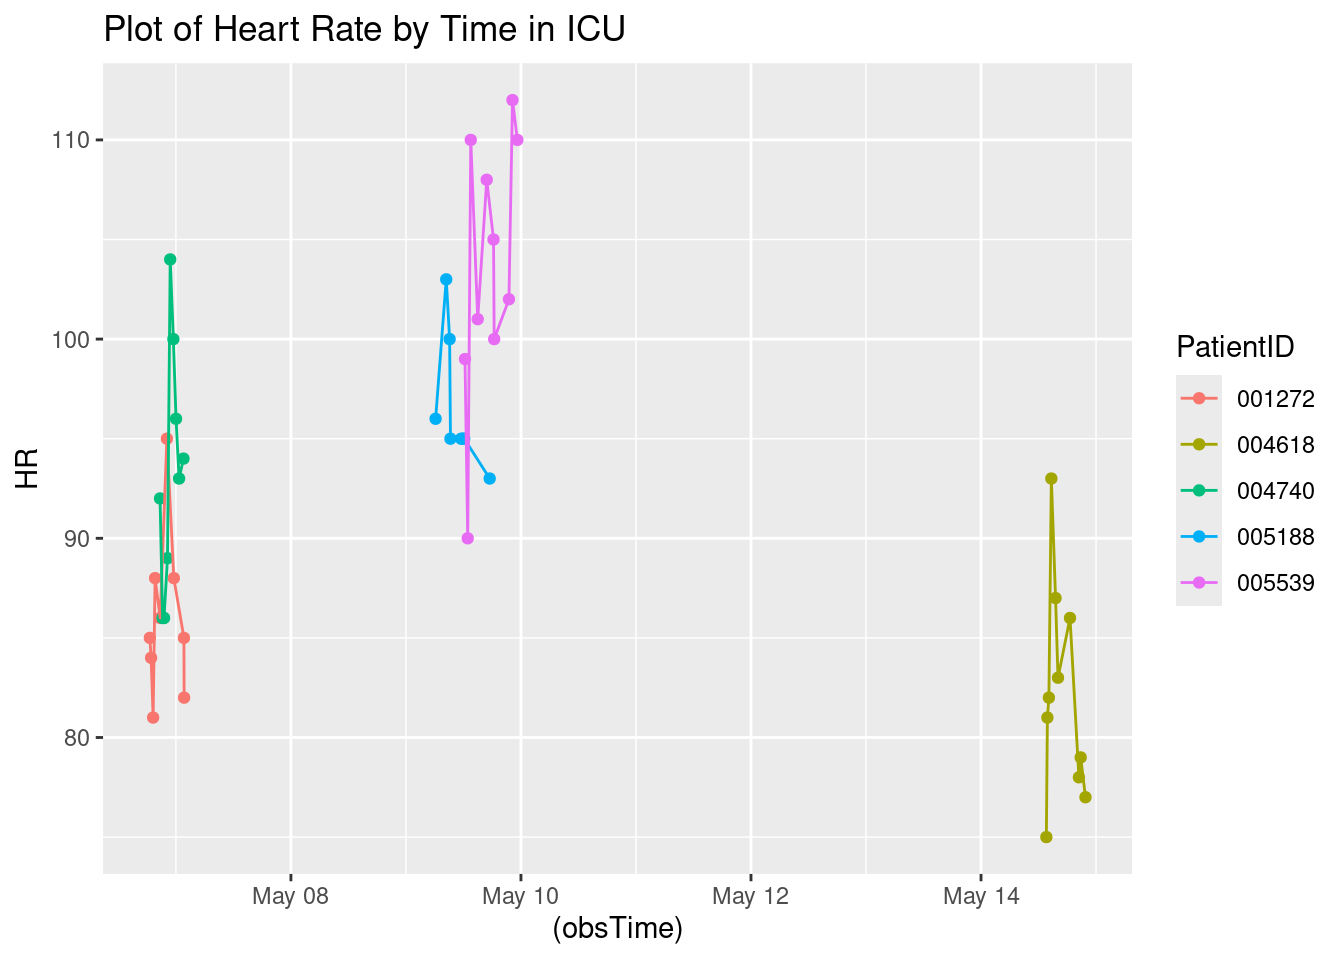 Plot of Heart Rate by Time in ICU
HR
110
100
90
80
May 08 May 10 May 12 May 14
(obsTime)
PatientID
001272
004618
004740
005188
005539